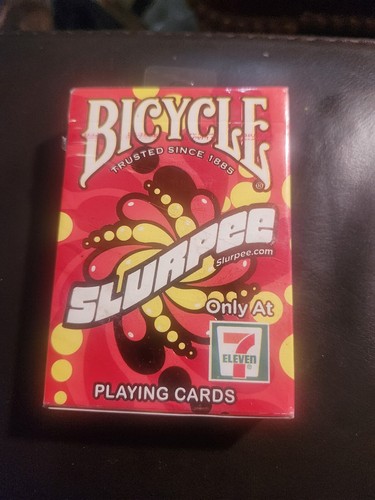 BICYCLE
®
TRUSTED SINCE 1885
SLURPEE
Slurpee.com
Only At
7
ELEVEN
®
PLAYING CARDS